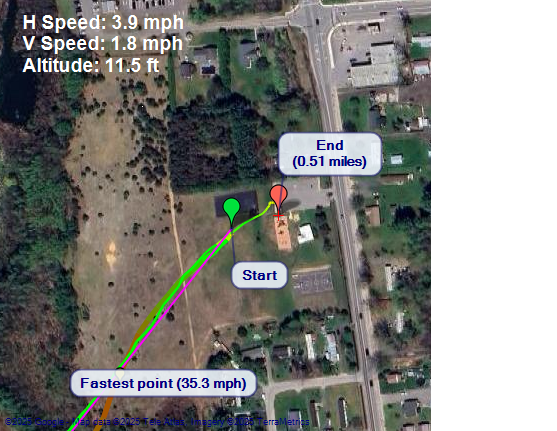 H Speed: 3.9 mph
V Speed: 1.8 mph
Altitude: 11.5 ft
End
(0.51 miles)
Start
Fastest point (35.3 mph)